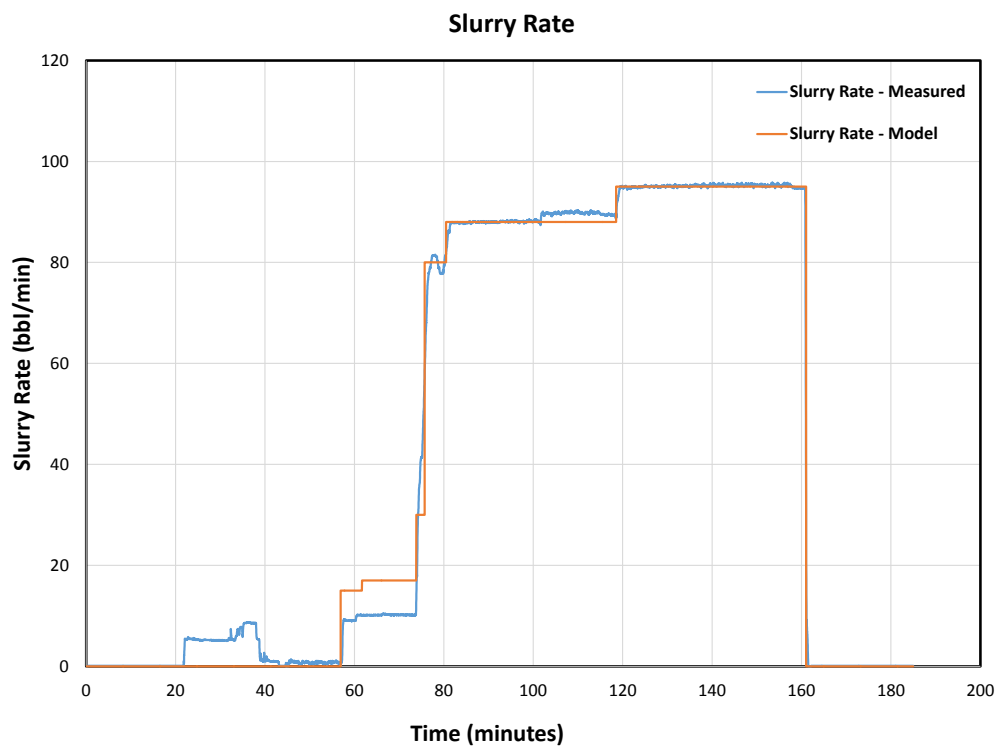 Slurry Rate
120
100
80
60
40
20
0
Slurry Rate (bbl/min)
Slurry Rate - Measured
Slurry Rate - Model
0 20 40 60 80 100 120 140 160 180 200
Time (minutes)